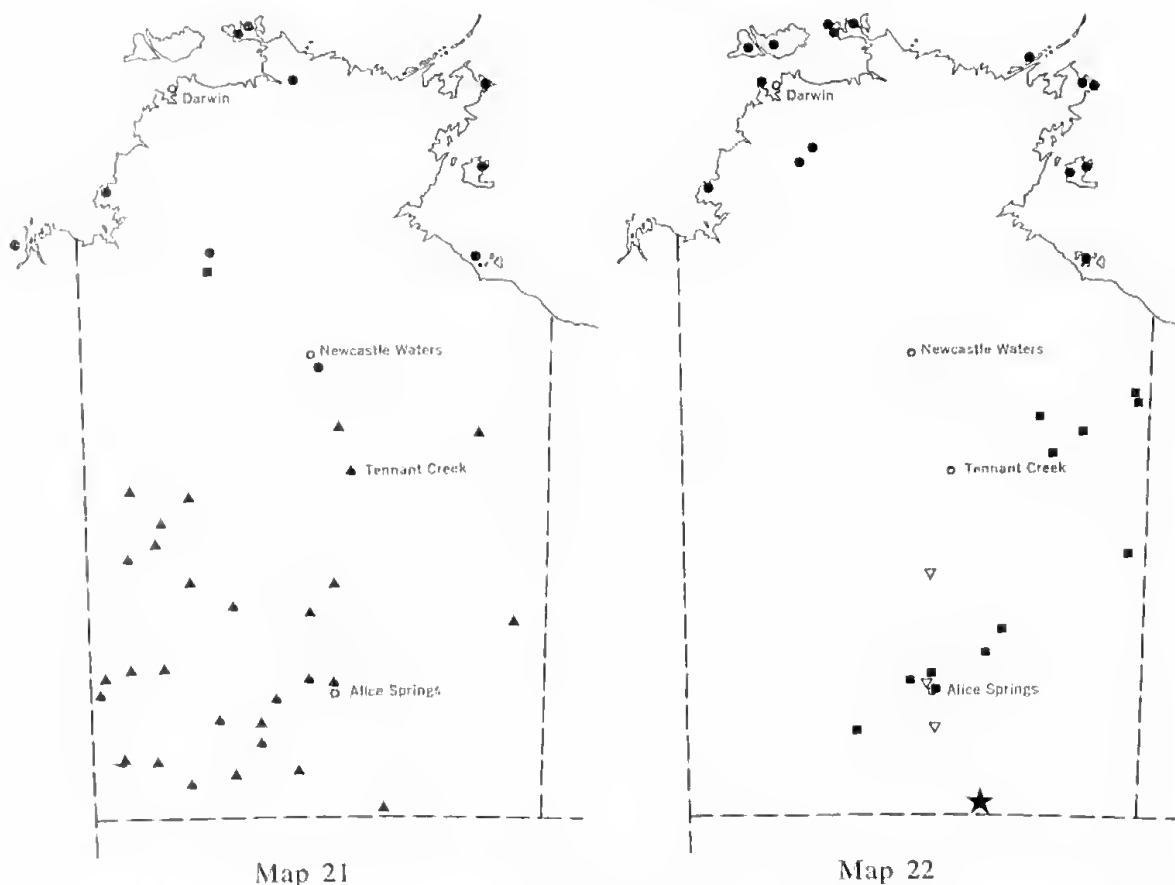 Darwin
Newcastle Waters
Tennant Creek
Alice Springs
Map 21
Darwin
Newcastle Waters
Tennant Creek
Alice Springs
Map 22